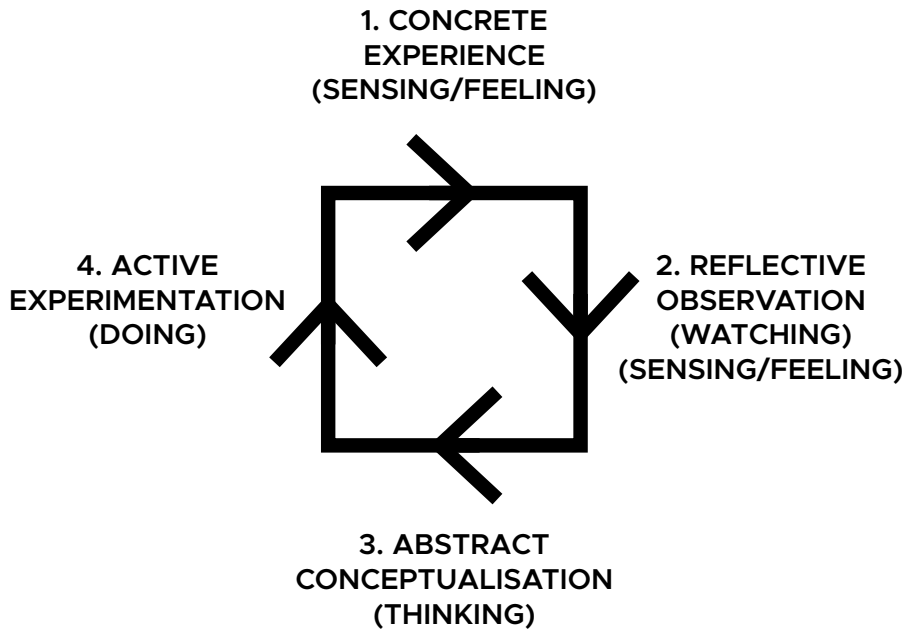 1. CONCRETE
EXPERIENCE
(SENSING/FEELING)
2. REFLECTIVE
OBSERVATION
(WATCHING)
(SENSING/FEELING)
3. ABSTRACT
CONCEPTUALISATION
(THINKING)
4. ACTIVE
EXPERIMENTATION
(DOING)